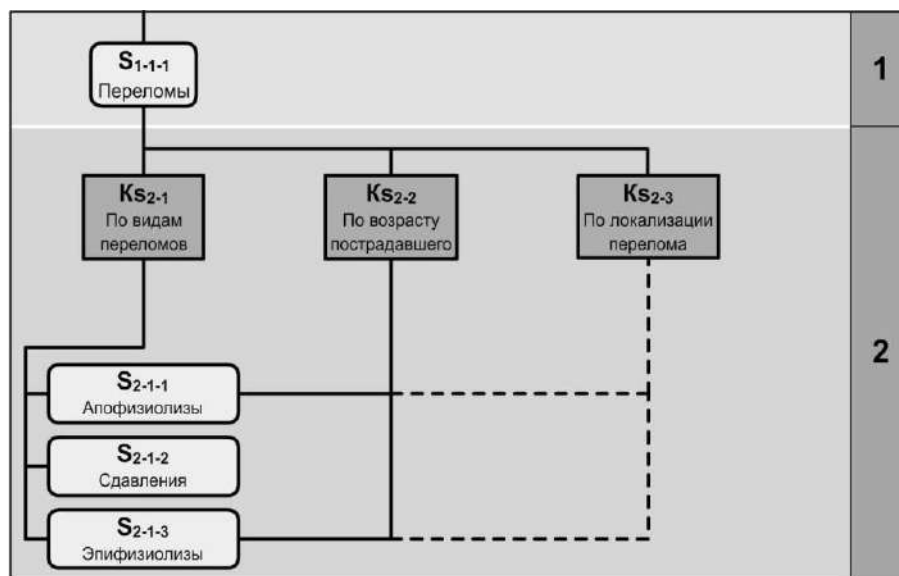 S1-1-1
Переломы
1
Ks2-1
По видам
переломов
Ks2-2
По возрасту
пострадавшего
Ks2-3
По локализации
перелома
2
S2-1-1
Апофизиолизы
S2-1-2
Сдавления
S2-1-3
Эпифизиолизы